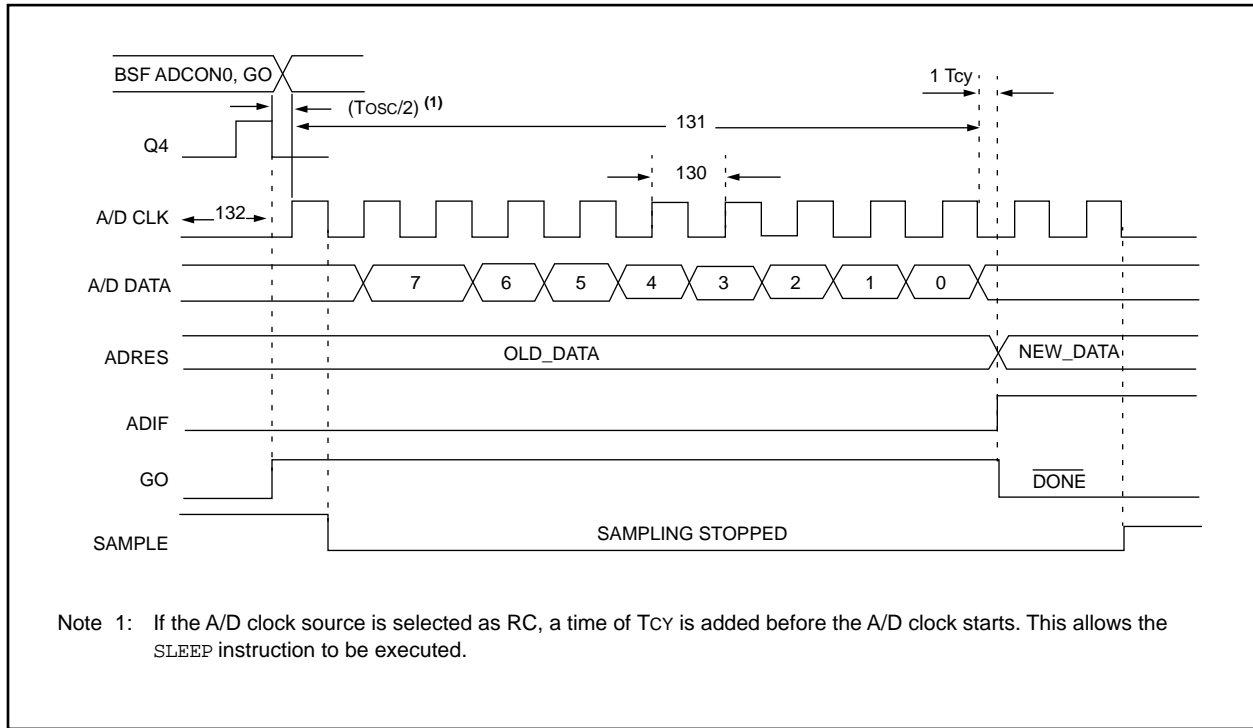 BSF ADCON0, GO
1 Tcy
(TOSC/2) (1)
131
Q4
130
A/D CLK
132
A/D DATA
7 6 5 4 3 2 1 0
ADRES
OLD_DATA
NEW_DATA
ADIF
GO
DONE
SAMPLE
SAMPLING STOPPED
Note 1: If the A/D clock source is selected as RC, a time of TCY is added before the A/D clock starts. This allows the
SLEEP instruction to be executed.